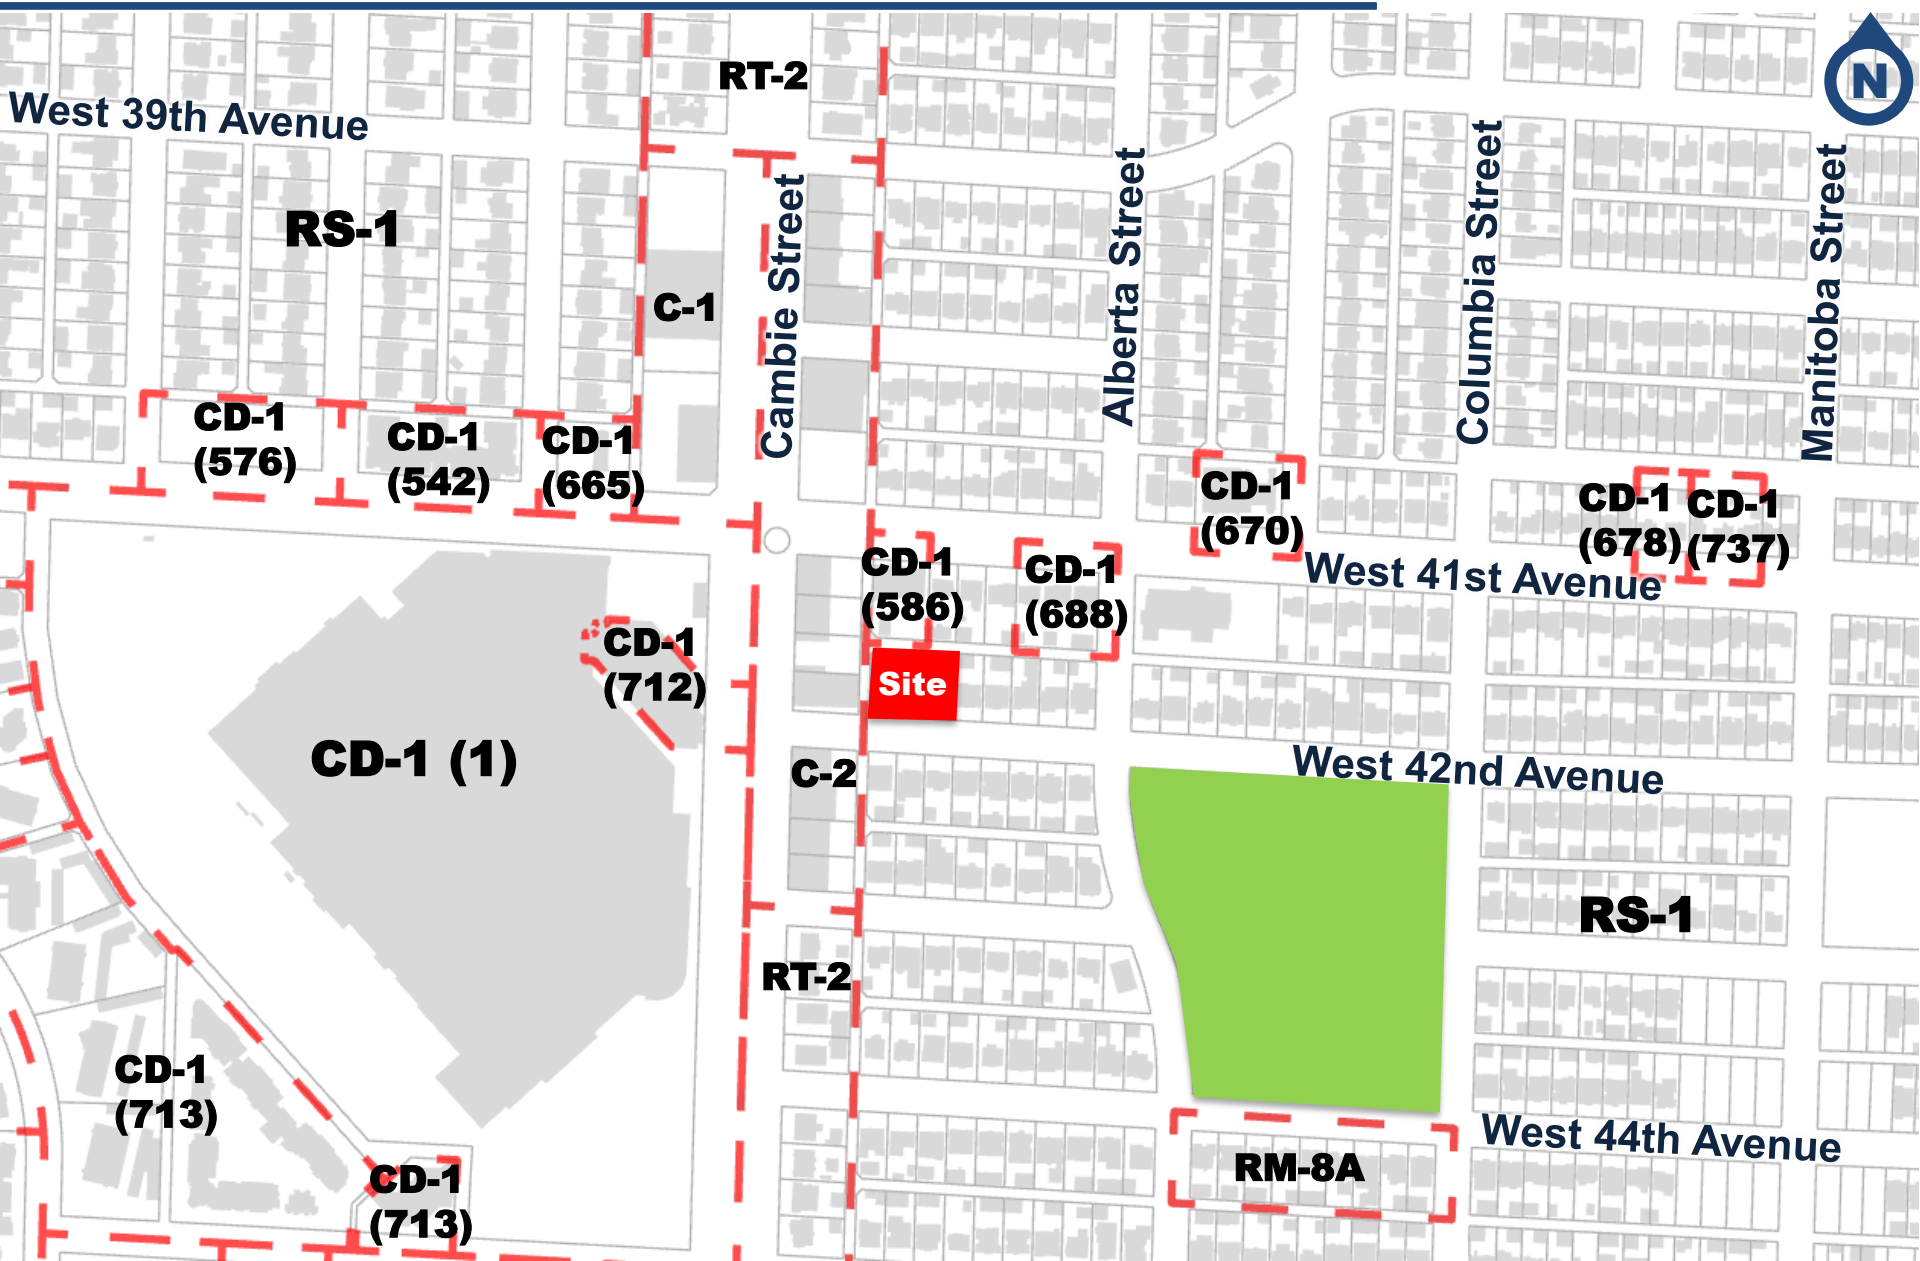 N
RT-2
West 39th Avenue
RS-1
C-1
Cambie Street
Alberta Street
Columbia Street
Manitoba Street
CD-1
(576)
CD-1
(542)
CD-1
(665)
CD-1
(670)
CD-1
(678)
CD-1
(737)
West 41st Avenue
CD-1
(586)
CD-1
(688)
CD-1
(712)
Site
CD-1 (1)
C-2
West 42nd Avenue
RS-1
RT-2
CD-1
(713)
West 44th Avenue
RM-8A
CD-1
(713)